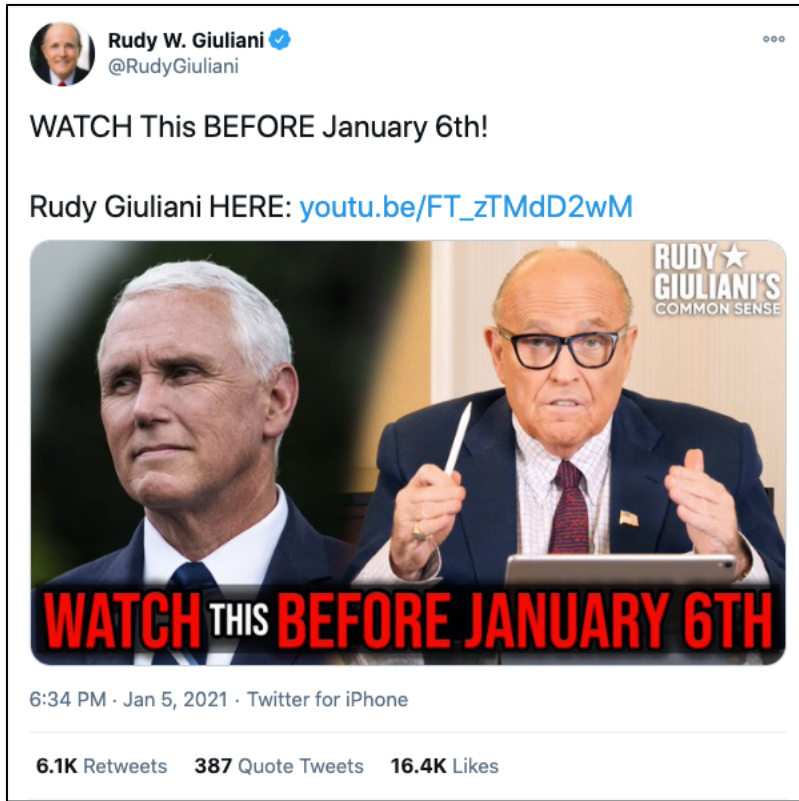 Rudy W. Giuliani
@RudyGiuliani
WATCH This BEFORE January 6th!
Rudy Giuliani HERE: youtu.be/FT_zTMdD2wM
RUDY★
GIULIANI'S
COMMON SENSE
WATCH THIS BEFORE JANUARY 6TH
6:34 PM · Jan 5, 2021 · Twitter for iPhone
6.1K Retweets 387 Quote Tweets 16.4K Likes